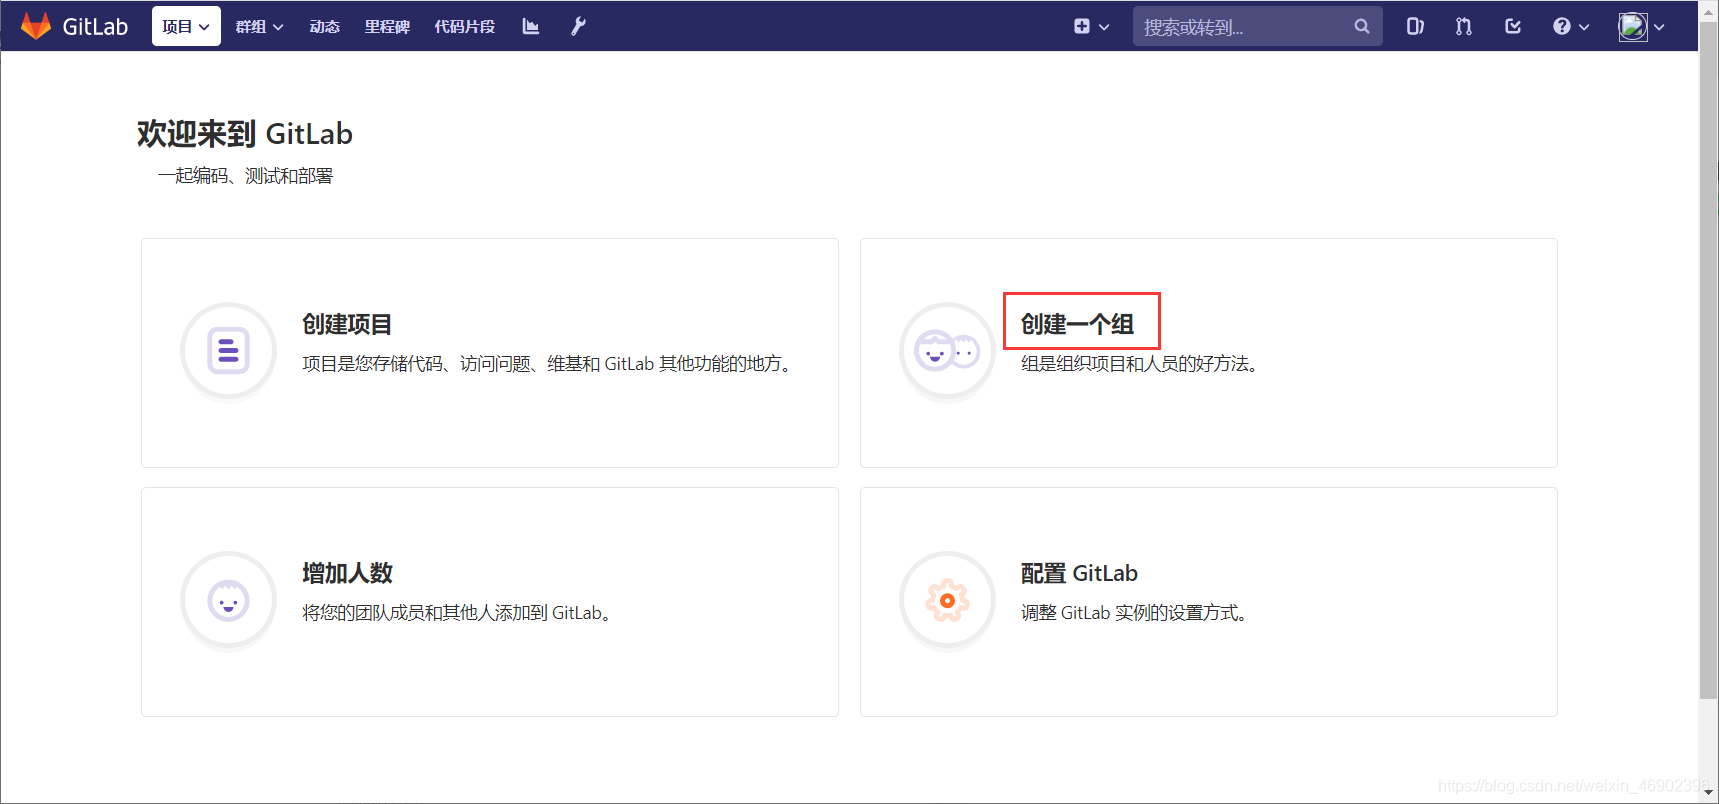 GitLab 项目 群组 动态 里程碑 代码片段 搜索或转到...
欢迎来到 GitLab
一起编码、测试和部署
创建项目
项目是您存储代码、访问问题、维基和 GitLab 其他功能的地方。
创建一个组
组是组织项目和人员的好方法。
增加人数
将您的团队成员和其他人添加到 GitLab。
配置 GitLab
调整 GitLab 实例的设置方式。
https://blog.csdn.net/weixin_46902396